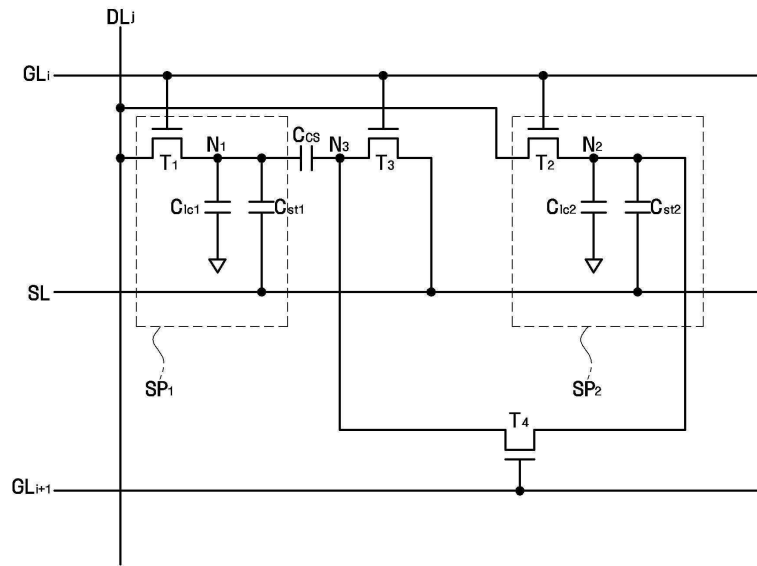 DLj
GLi
N1 CCS N3 N2
T1 T3 T2
Clc1 Cst1 Clc2 Cst2
SL
SP1 SP2
T4
GLi+1